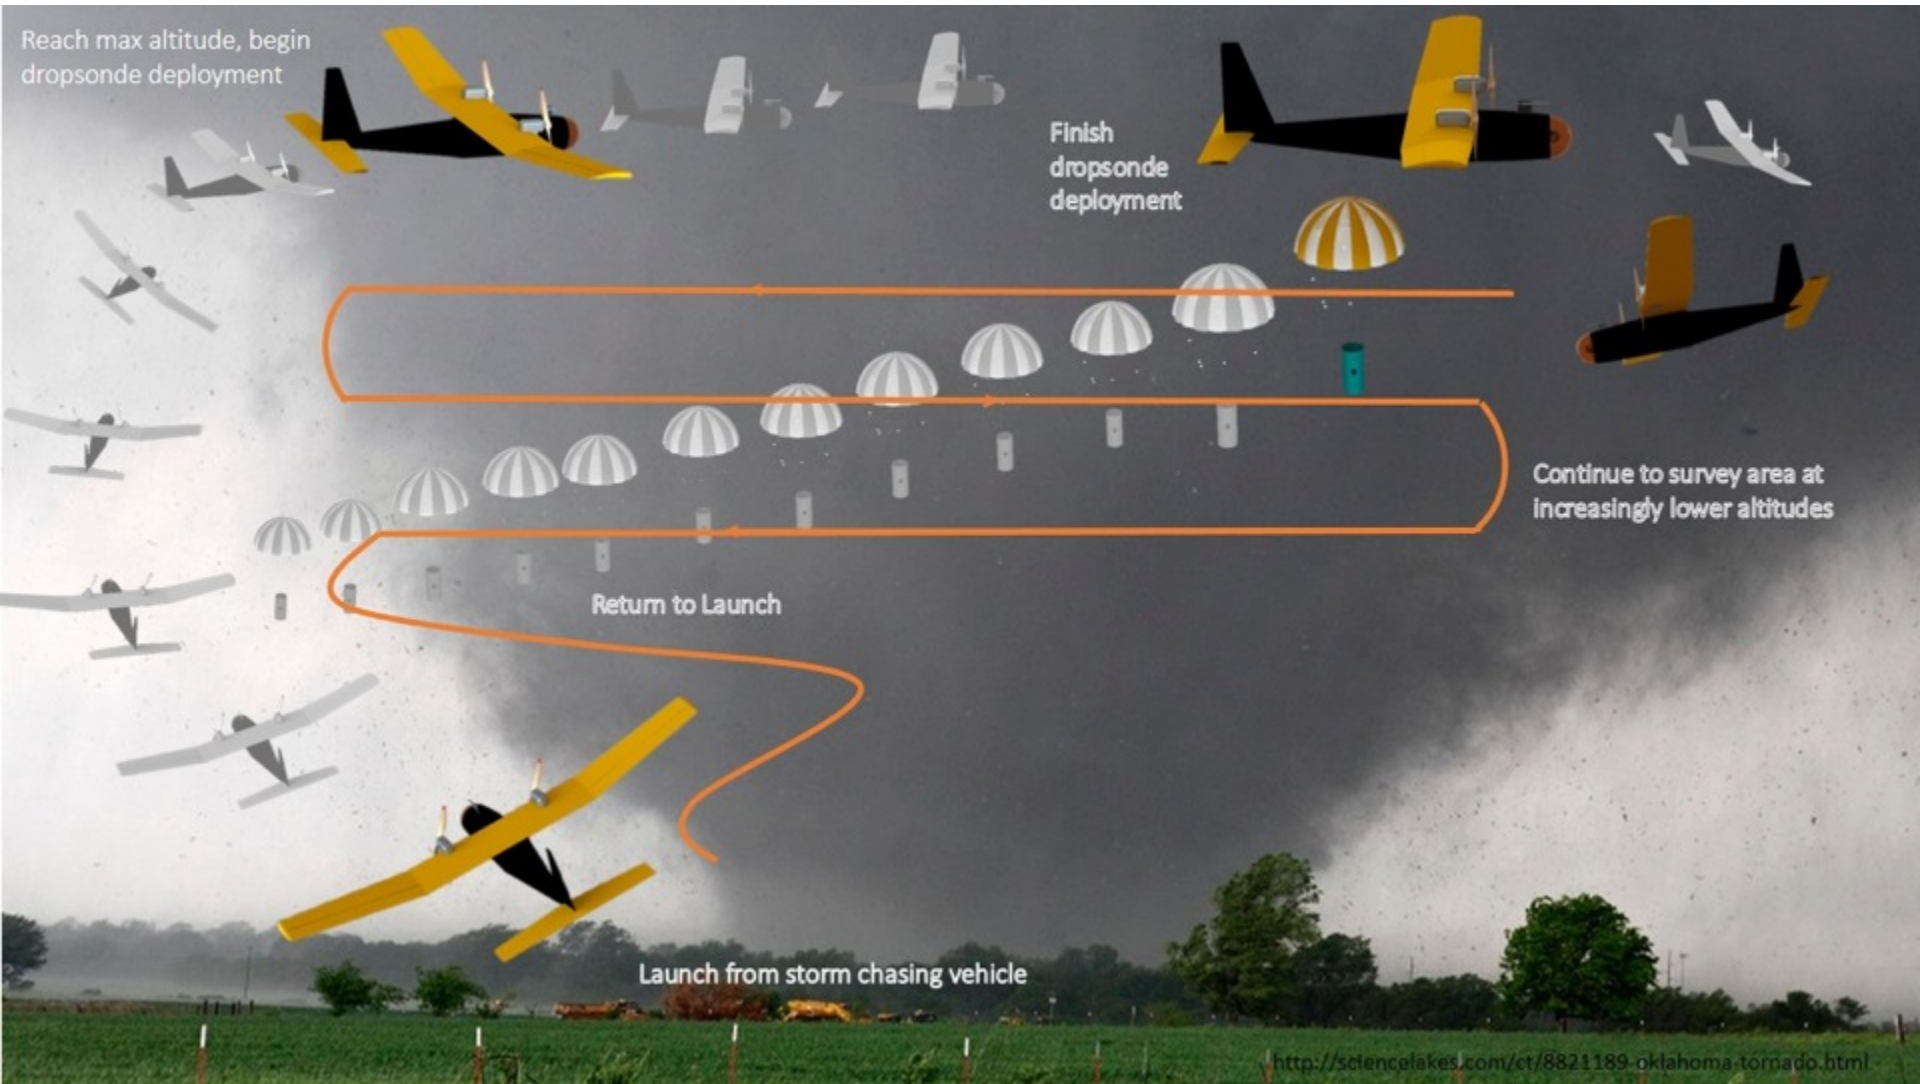 Reach max altitude, begin
dropsonde deployment
Finish
dropsonde
deployment
Continue to survey area at
increasingly lower altitudes
Return to Launch
Launch from storm chasing vehicle
http://sciencelakes.com/ct/8821189-oklahoma-tornado.html